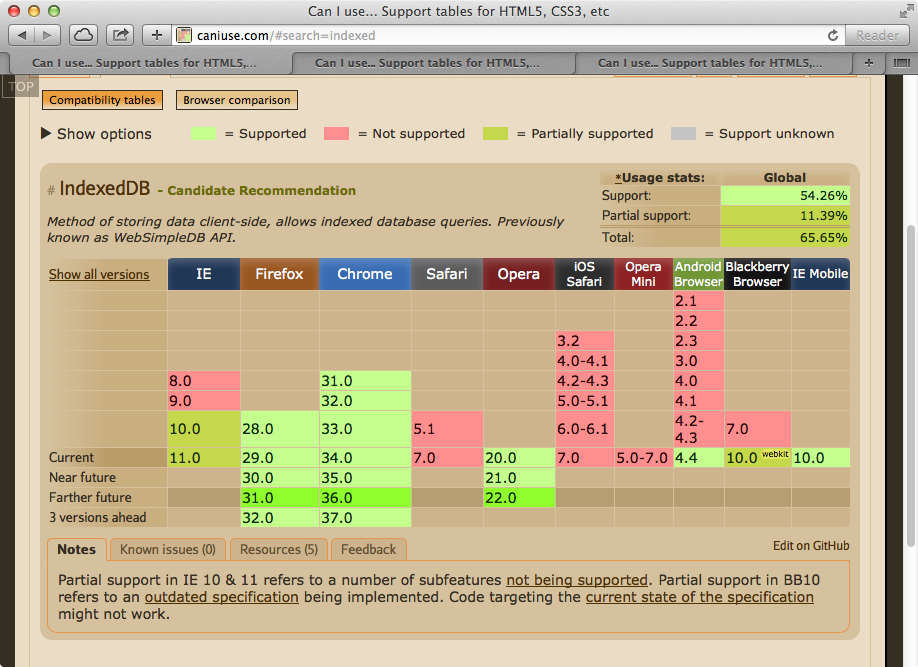 Can I use... Support tables for HTML5, CSS3, etc
caniuse.com/#search=indexed
Reader
Can I use... Support tables for HTML5,...
Can I use... Support tables for HTML5,...
Can I use... Support tables for HTML5,...
TOP
Compatibility tables
Browser comparison
Show options
= Supported
= Not supported
= Partially supported
= Support unknown
# IndexedDB - Candidate Recommendation
Method of storing data client-side, allows indexed database queries. Previously
known as WebSimpleDB API.
*Usage stats: Global
Support: 54.26%
Partial support: 11.39%
Total: 65.65%
Show all versions IE Firefox Chrome Safari Opera iOS Safari Opera Mini Android Browser Blackberry Browser IE Mobile
2.1
2.2
3.2 2.3
4.0-4.1 3.0
8.0 31.0 4.2-4.3 4.0
9.0 32.0 5.0-5.1 4.1
10.0 28.0 33.0 5.1 6.0-6.1 4.2-4.3 7.0
Current 11.0 29.0 34.0 7.0 20.0 7.0 5.0-7.0 4.4 10.0 webkit 10.0
Near future 30.0 35.0 21.0
Farther future 31.0 36.0 22.0
3 versions ahead 32.0 37.0
Notes
Known issues (0)
Resources (5)
Feedback
Edit on GitHub
Partial support in IE 10 & 11 refers to a number of subfeatures not being supported. Partial support in BB10
refers to an outdated specification being implemented. Code targeting the current state of the specification
might not work.